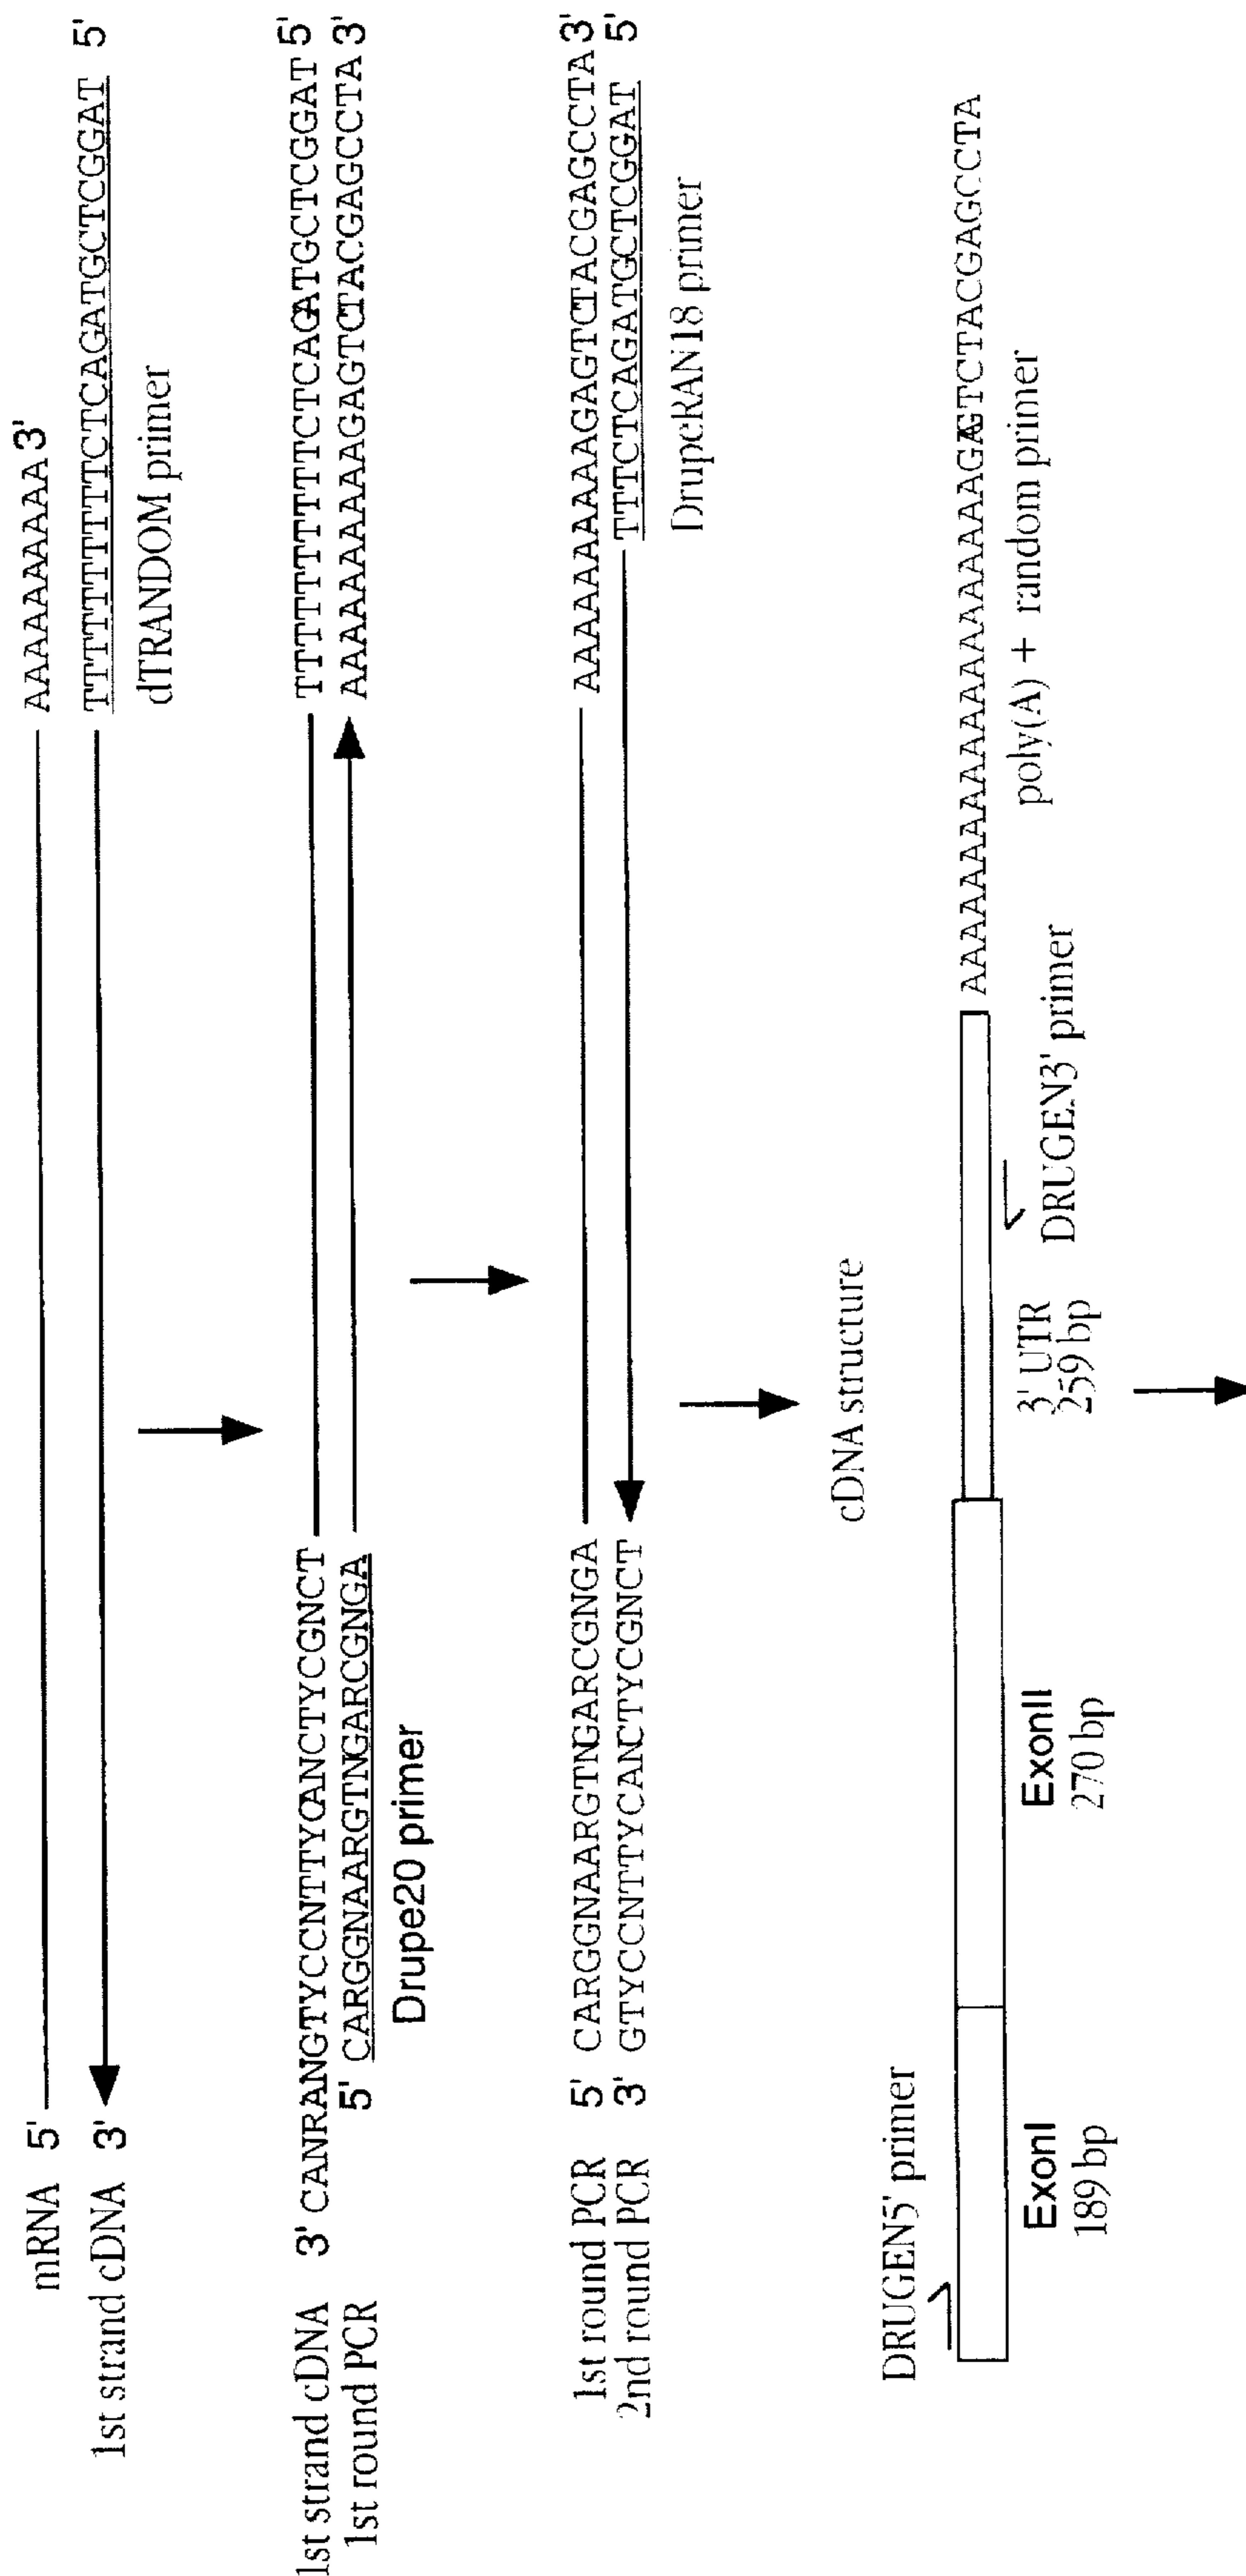 mRNA 5' AAAAAAAAA 3'
1st strand cDNA 3' TTTTTTTTTCTCAGATGCTCGGAT 5'
dTRANDOM primer
1st strand cDNA 3' CANRANGTYCCNTTYCANCTYCGNCT TTTTTTTTTCTCAGATGCTCGGAT 5'
1st round PCR 5' CARGGNAARGTNGARCGNGA AAAAAAAAAGAGTCTACGAGCCTA 3'
Drupe20 primer
1st round PCR 5' CARGGNAARGTNGARCGNGA AAAAAAAAAGAGTCTACGAGCCTA 3'
2nd round PCR 3' GTYCCNTTYCANCTYCGNCT TTTCTCAGATGCTCGGAT 5'
DrupeRAN18 primer
cDNA structure
DRUGEN5' primer
AAAAAAAAAAAAAAAAAAAAGAGTCTACGAGCCTA
ExonI
189 bp
ExonII
270 bp
3' UTR
259 bp
DRUGEN3' primer
poly(A) + random primer